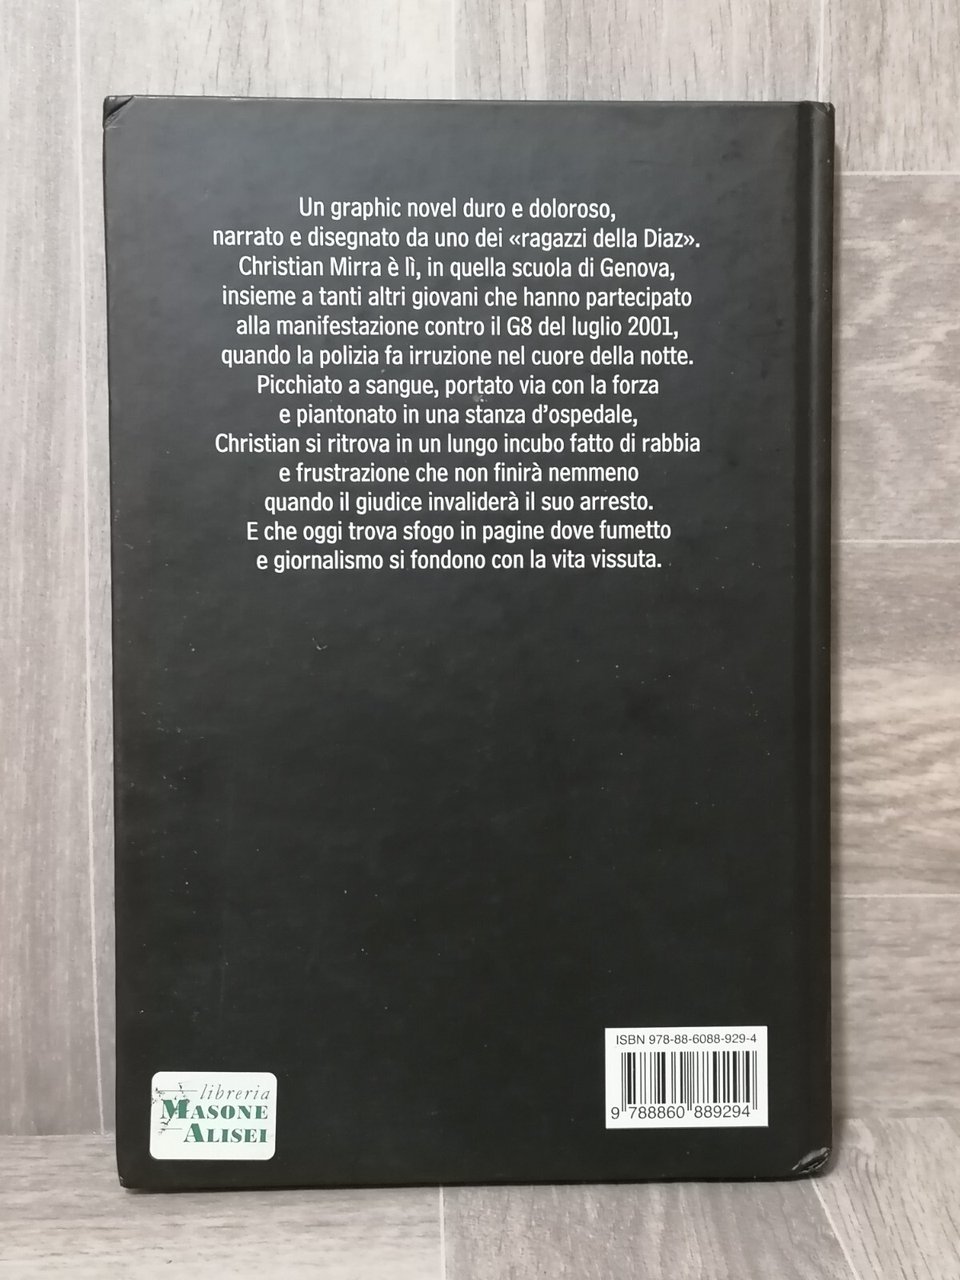 Un graphic novel duro e doloroso,
narrato e disegnato da uno dei «ragazzi della Diaz».
Christian Mirra è lì, in quella scuola di Genova,
insieme a tanti altri giovani che hanno partecipato
alla manifestazione contro il G8 del luglio 2001,
quando la polizia fa irruzione nel cuore della notte.
Picchiato a sangue, portato via con la forza
e piantonato in una stanza d'ospedale,
Christian si ritrova in un lungo incubo fatto di rabbia
e frustrazione che non finirà nemmeno
quando il giudice invaliderà il suo arresto.
E che oggi trova sfogo in pagine dove fumetto
e giornalismo si fondono con la vita vissuta.
ISBN 978-88-6088-929-4
9 788860 889294
libreria
MASONE
ALISEI